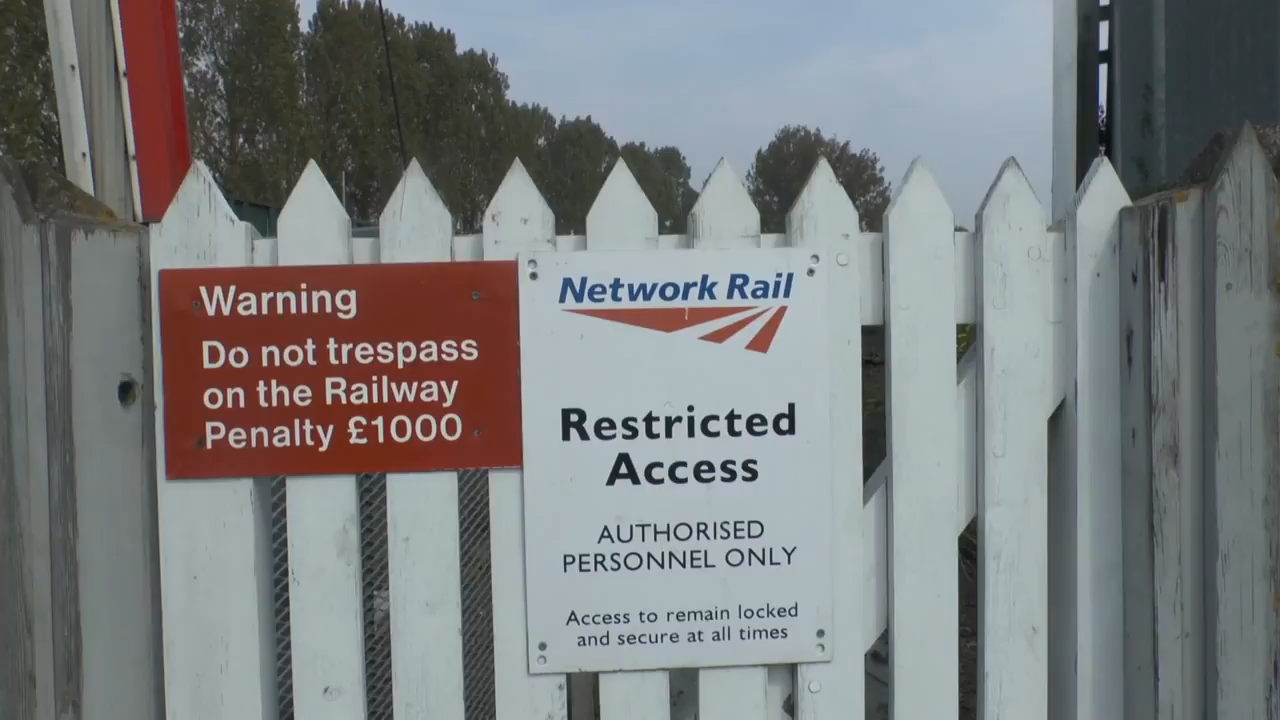 Warning
Do not trespass
on the Railway
Penalty £1000
Network Rail
Restricted
Access
AUTHORISED
PERSONNEL ONLY
Access to remain locked
and secure at all times